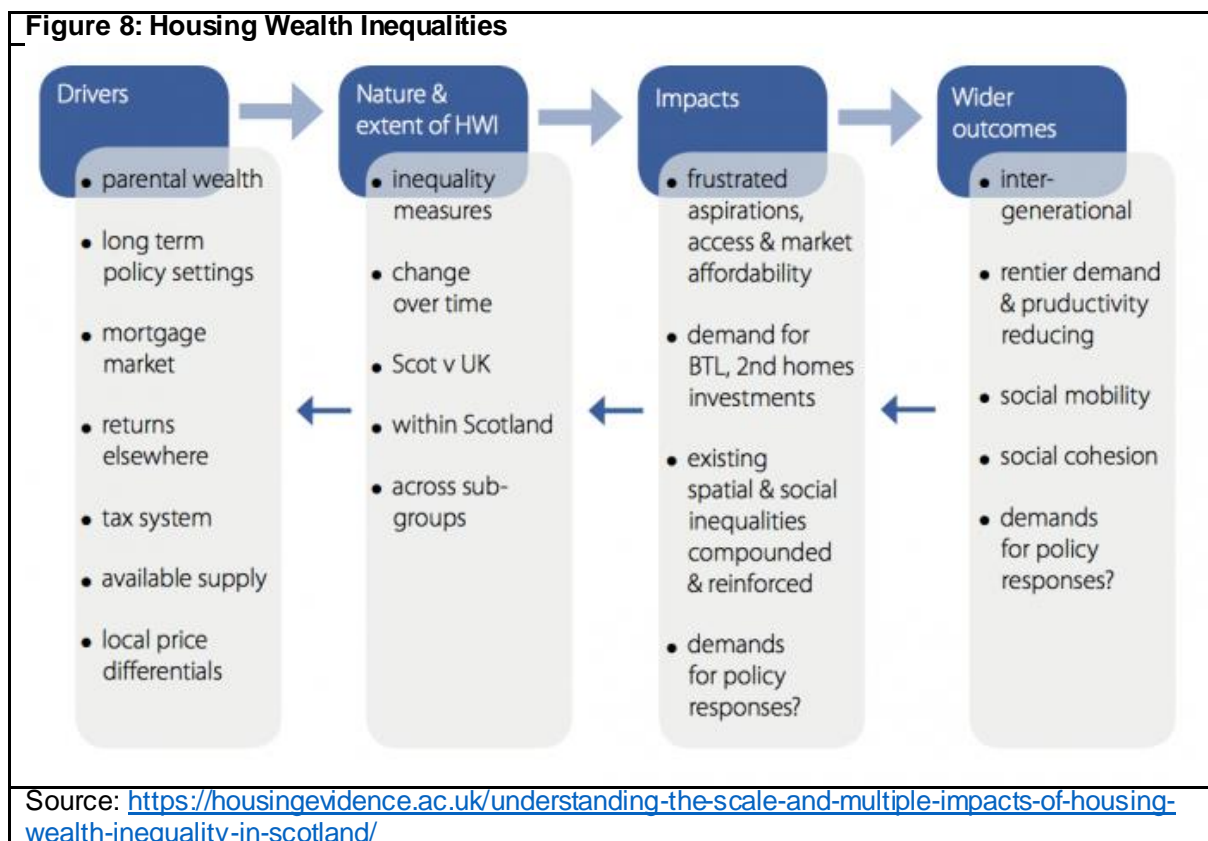 Figure 8: Housing Wealth Inequalities
Drivers
• parental wealth
• long term
policy settings
• mortgage
market
• returns
elsewhere
• tax system
• available supply
• local price
differentials
Nature &
extent of HWI
• inequality
measures
• change
over time
• Scot v UK
• within Scotland
• across sub-
groups
Impacts
• frustrated
aspirations,
access & market
affordability
• demand for
BTL, 2nd homes
investments
• existing
spatial & social
inequalities
compounded
& reinforced
• demands
for policy
responses?
Wider
outcomes
• inter-
generational
• rentier demand
& pructivity
reducing
• social mobility
• social cohesion
• demands
for policy
responses?
Source: https://housingevidence.ac.uk/understanding-the-scale-and-multiple-impacts-of-housing-
wealth-inequality-in-scotland/